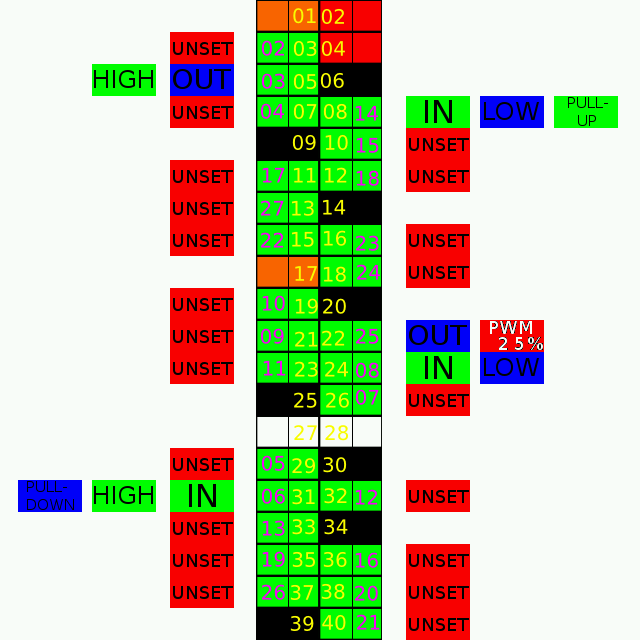 01 02
UNSET 02 03 04
HIGH OUT 03 05 06
UNSET 04 07 08 14 IN LOW PULL-
UP
09 10 15 UNSET
UNSET 17 11 12 18 UNSET
UNSET 27 13 14
UNSET 22 15 16 23 UNSET
17 18 24 UNSET
UNSET 10 19 20
UNSET 09 21 22 25 OUT PWM
25%
UNSET 11 23 24 08 IN LOW
25 26 07 UNSET
27 28
UNSET 05 29 30
PULL-
DOWN HIGH IN 06 31 32 12 UNSET
UNSET 13 33 34
UNSET 19 35 36 16 UNSET
UNSET 26 37 38 20 UNSET
39 40 21 UNSET